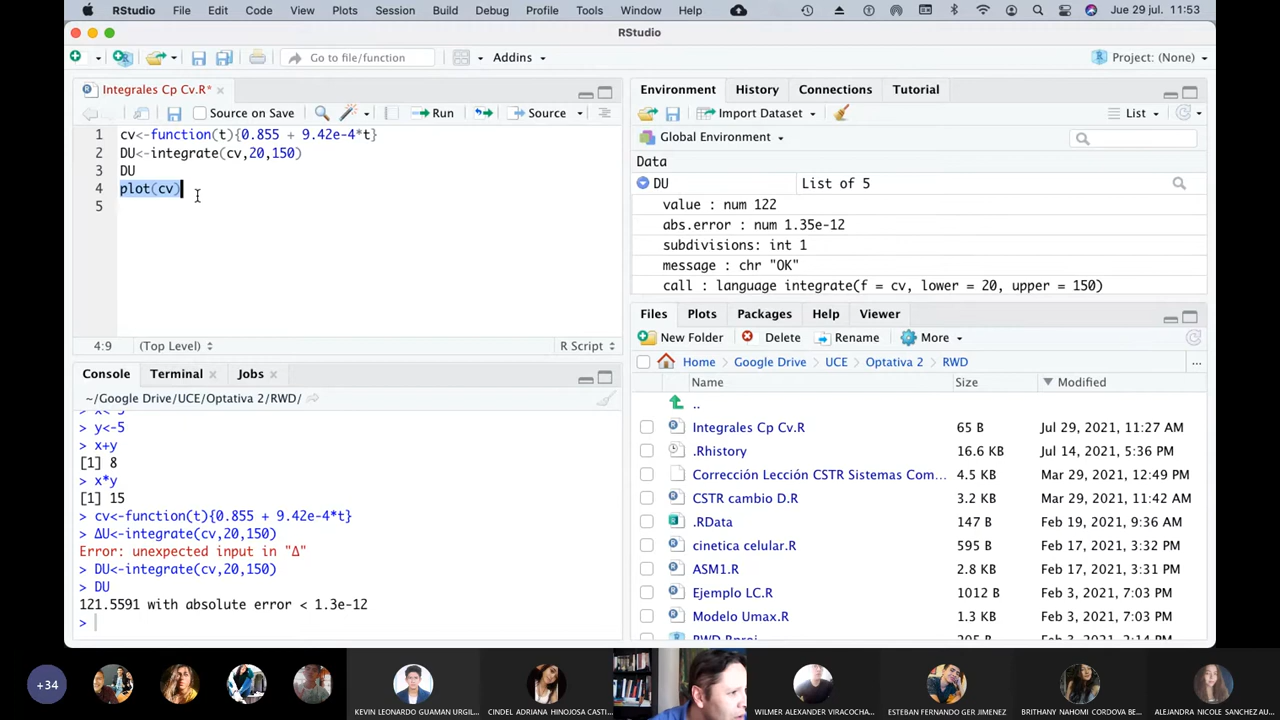 RStudio File Edit Code View Plots Session Build Debug Profile Tools Window Help Jue 29 jul. 11:53
RStudio
Go to file/function Addins Project: (None)
Integrales Cp Cv.R*
Source on Save Run Source
1 cv<-function(t){0.855 + 9.42e-4*t}
2 DU<-integrate(cv,20,150)
3 DU
4 plot(cv)
5
4:9 (Top Level) R Script
Console Terminal Jobs
~/Google Drive/UCE/Optativa 2/RWD/
> y<-5
> x+y
[1] 8
> x*y
[1] 15
> cv<-function(t){0.855 + 9.42e-4*t}
> ΔU<-integrate(cv,20,150)
Error: unexpected input in "Δ"
> DU<-integrate(cv,20,150)
> DU
121.5591 with absolute error < 1.3e-12
>
Environment History Connections Tutorial
Import Dataset List
Global Environment
Data
DU List of 5
value : num 122
abs.error : num 1.35e-12
subdivisions: int 1
message : chr "OK"
call : language integrate(f = cv, lower = 20, upper = 150)
Files Plots Packages Help Viewer
New Folder Delete Rename More
Home Google Drive UCE Optativa 2 RWD ...
Name Size Modified
..
Integrales Cp Cv.R 65 B Jul 29, 2021, 11:27 AM
.Rhistory 16.6 KB Jul 14, 2021, 5:36 PM
Corrección Lección CSTR Sistemas Com... 4.5 KB Mar 29, 2021, 12:49 PM
CSTR cambio D.R 3.2 KB Mar 29, 2021, 11:42 AM
.RData 147 B Feb 19, 2021, 9:36 AM
cinetica celular.R 595 B Feb 17, 2021, 3:32 PM
ASM1.R 2.8 KB Feb 17, 2021, 3:31 PM
Ejemplo LC.R 1012 B Feb 3, 2021, 7:03 PM
Modelo Umax.R 1.3 KB Feb 3, 2021, 7:03 PM
RWD.Rproj 205 B Feb 3, 2021, 2:14 PM
+34
KEVIN LEONARDO GUAMAN URGIL...
CINDEL ADRIANA HINOJOSA CASTI...
WILMER ALEXANDER VIRACOCHA...
ESTEBAN FERNANDO GER JIMENEZ
BRITHANY NAHOMI CORDOVA BE...
ALEJANDRA NICOLE SANCHEZ AU...